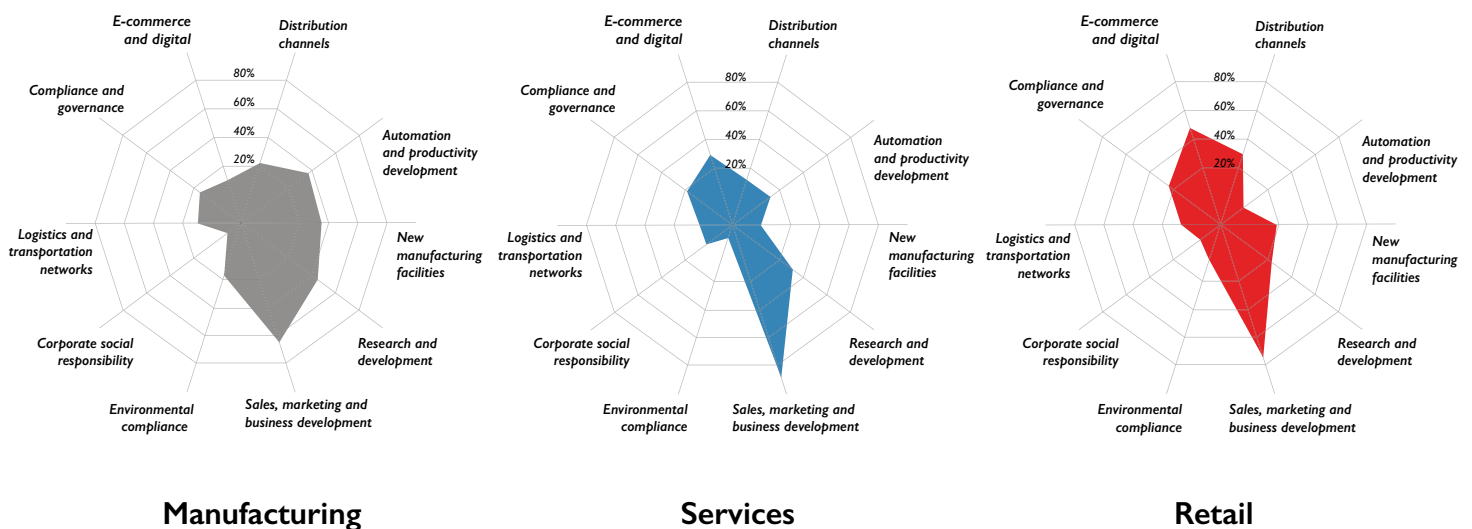 E-commerce
and digital
Distribution
channels
80%
60%
40%
20%
Compliance and
governance
Automation
and productivity
development
Logistics and
transportation
networks
New
manufacturing
facilities
Corporate social
responsibility
Research and
development
Environmental
compliance
Sales, marketing and
business development
Manufacturing
E-commerce
and digital
Distribution
channels
80%
60%
40%
20%
Compliance and
governance
Automation
and productivity
development
Logistics and
transportation
networks
New
manufacturing
facilities
Corporate social
responsibility
Research and
development
Environmental
compliance
Sales, marketing and
business development
Services
E-commerce
and digital
Distribution
channels
80%
60%
40%
20%
Compliance and
governance
Automation
and productivity
development
Logistics and
transportation
networks
New
manufacturing
facilities
Corporate social
responsibility
Research and
development
Environmental
compliance
Sales, marketing and
business development
Retail